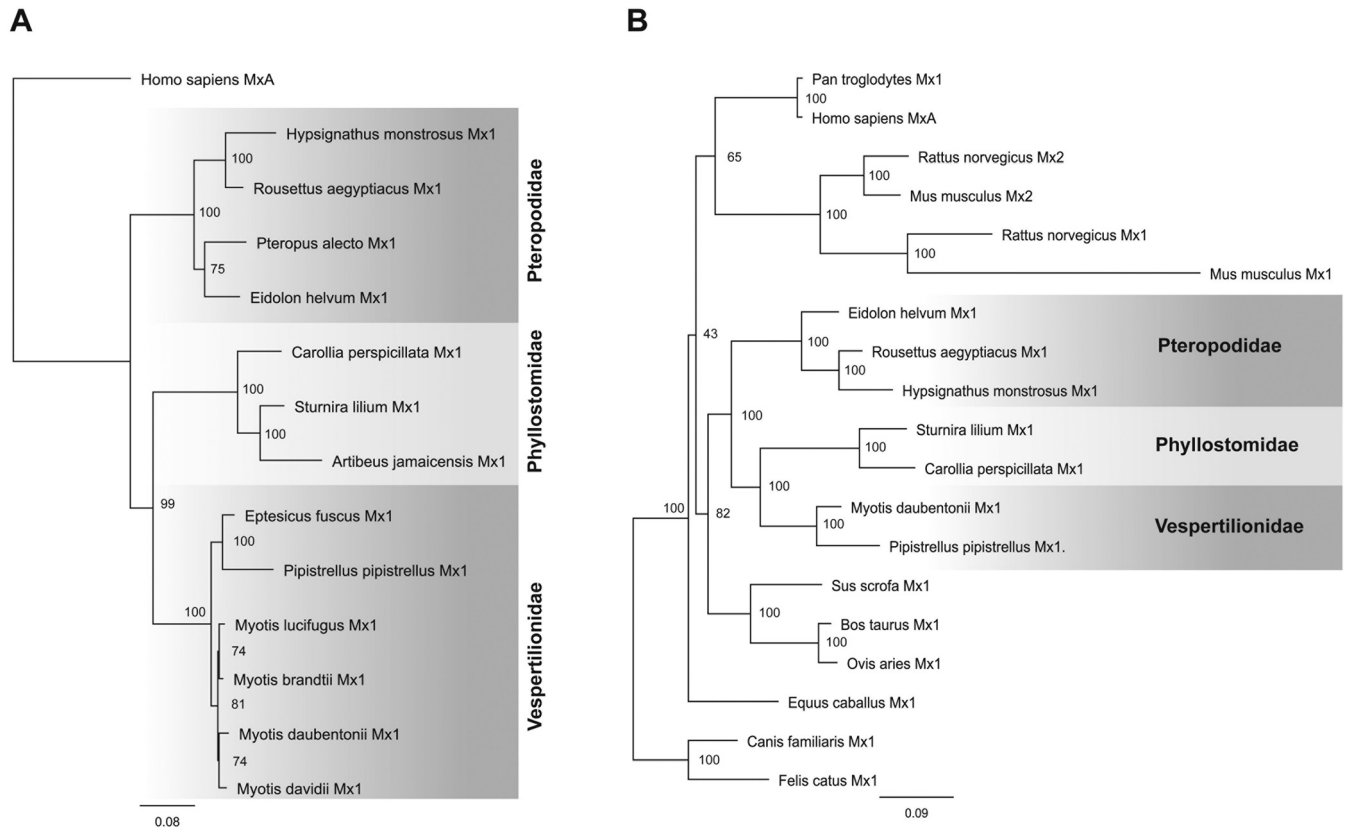 A
Homo sapiens MxA
Hypsignathus monstrosus Mx1
100
Rousettus aegyptiacus Mx1
100
Pteropus alecto Mx1
75
Eidolon helvum Mx1
Pteropodidae
Carollia perspicillata Mx1
100
Sturnira lilium Mx1
100
Artibeus jamaicensis Mx1
Phyllostomidae
99
Eptesicus fuscus Mx1
100
Pipistrellus pipistrellus Mx1
100
Myotis lucifugus Mx1
74
Myotis brandtii Mx1
81
Myotis daubentonii Mx1
74
Myotis davidii Mx1
Vespertilionidae
0.08
B
Pan troglodytes Mx1
100
Homo sapiens MxA
65
Rattus norvegicus Mx2
100
Mus musculus Mx2
100
Rattus norvegicus Mx1
100
Mus musculus Mx1
43
Eidolon helvum Mx1
100
Rousettus aegyptiacus Mx1
100
Hypsignathus monstrosus Mx1
Pteropodidae
100
Sturnira lilium Mx1
100
Carollia perspicillata Mx1
Phyllostomidae
100
Myotis daubentonii Mx1
100
Pipistrellus pipistrellus Mx1.
Vespertilionidae
100
82
Sus scrofa Mx1
100
Bos taurus Mx1
100
Ovis aries Mx1
Equus caballus Mx1
Canis familiaris Mx1
100
Felis catus Mx1
0.09